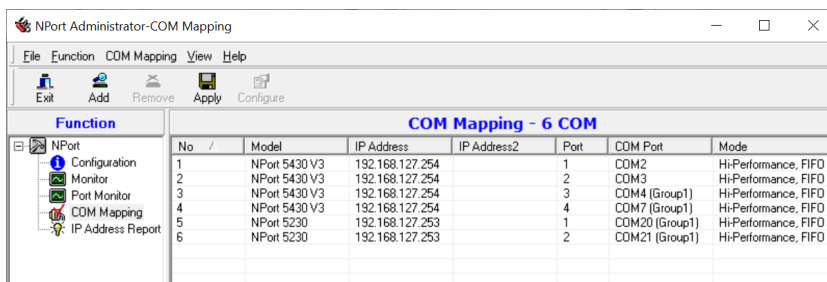 NPort Administrator-COM Mapping
File Function COM Mapping View Help
Exit Add Remove Apply Configure
Function
COM Mapping - 6 COM
NPort
Configuration
Monitor
Port Monitor
COM Mapping
IP Address Report
No / Model IP Address IP Address2 Port COM Port Mode
1 NPort 5430 V3 192.168.127.254 1 COM2 Hi-Performance, FIFO
2 NPort 5430 V3 192.168.127.254 2 COM3 Hi-Performance, FIFO
3 NPort 5430 V3 192.168.127.254 3 COM4 (Group1) Hi-Performance, FIFO
4 NPort 5430 V3 192.168.127.254 4 COM7 (Group1) Hi-Performance, FIFO
5 NPort 5230 192.168.127.253 1 COM20 (Group1) Hi-Performance, FIFO
6 NPort 5230 192.168.127.253 2 COM21 (Group1) Hi-Performance, FIFO